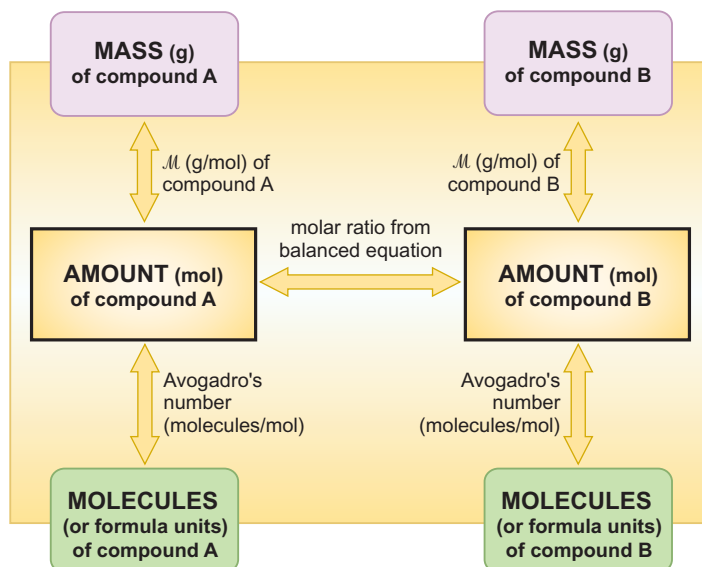 MASS (g)
of compound A
MASS (g)
of compound B
ℳ (g/mol) of
compound A
ℳ (g/mol) of
compound B
molar ratio from
balanced equation
AMOUNT (mol)
of compound A
AMOUNT (mol)
of compound B
Avogadro's
number
(molecules/mol)
Avogadro's
number
(molecules/mol)
MOLECULES
(or formula units)
of compound A
MOLECULES
(or formula units)
of compound B